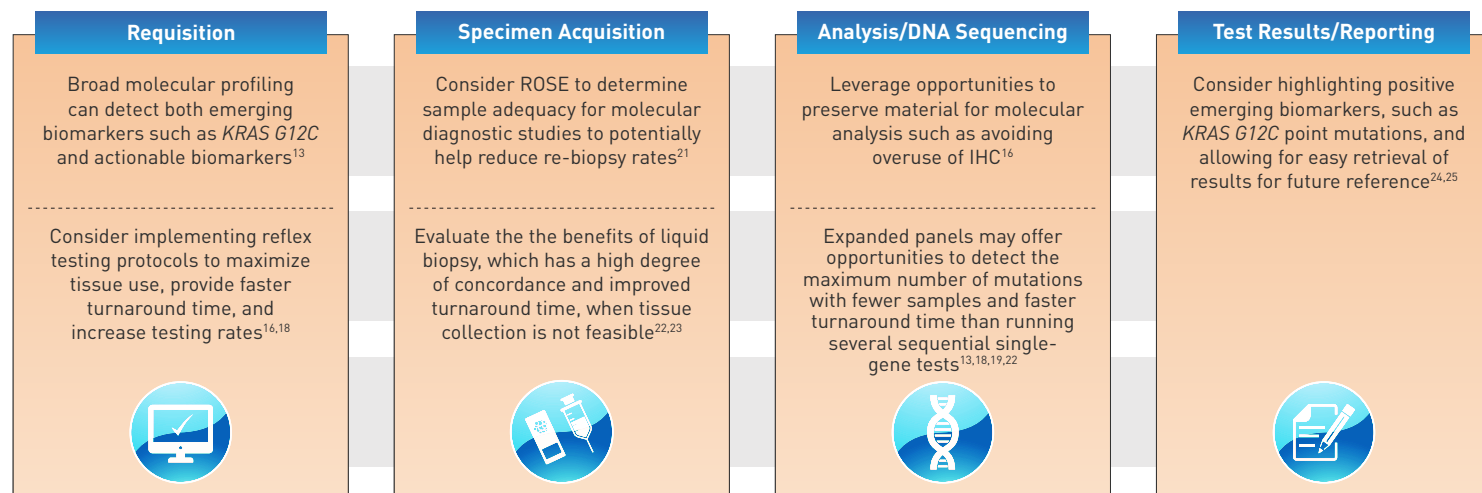 Requisition
Broad molecular profiling
can detect both emerging
biomarkers such as KRAS G12C
and actionable biomarkers13
Consider implementing reflex
testing protocols to maximize
tissue use, provide faster
turnaround time, and
increase testing rates16,18
Specimen Acquisition
Consider ROSE to determine
sample adequacy for molecular
diagnostic studies to potentially
help reduce re-biopsy rates21
Evaluate the the benefits of liquid
biopsy, which has a high degree
of concordance and improved
turnaround time, when tissue
collection is not feasible22,23
Analysis/DNA Sequencing
Leverage opportunities to
preserve material for molecular
analysis such as avoiding
overuse of IHC16
Expanded panels may offer
opportunities to detect the
maximum number of mutations
with fewer samples and faster
turnaround time than running
several sequential single-
gene tests13,18,19,22
Test Results/Reporting
Consider highlighting positive
emerging biomarkers, such as
KRAS G12C point mutations, and
allowing for easy retrieval of
results for future reference24,25